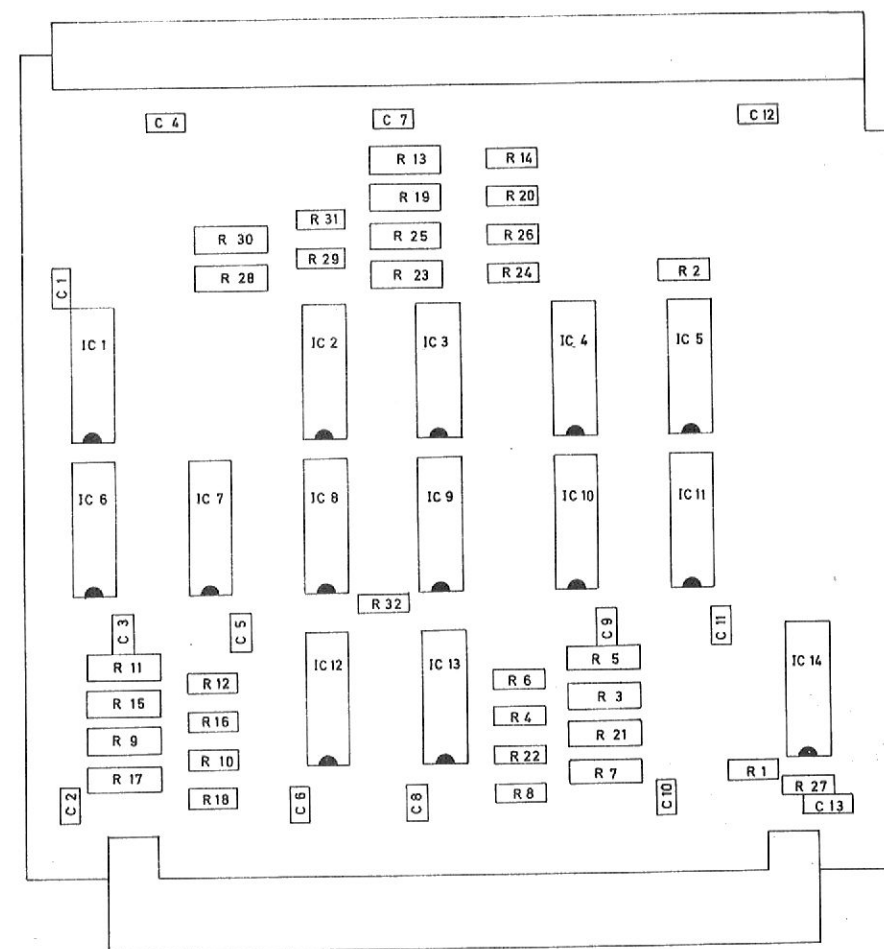 C 4
C 7
C 12
R 13
R 14
R 19
R 20
R 31
R 30
R 25
R 26
R 29
R 28
R 23
R 24
R 2
C 1
IC 1
IC 2
IC 3
IC 4
IC 5
IC 6
IC 7
IC 8
IC 9
IC 10
IC 11
R 32
C 3
C 5
C 9
C 11
R 11
R 12
IC 12
IC 13
R 6
R 5
IC 14
R 15
R 16
R 4
R 3
R 9
R 10
R 22
R 21
R 17
R 18
R 8
R 7
R 1
R 27
C 2
C 6
C 8
C 10
C 13